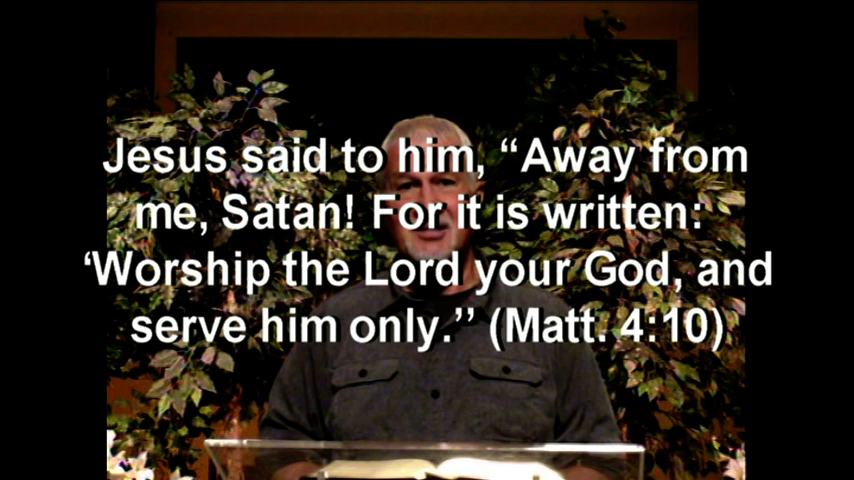 Jesus said to him, “Away from
me, Satan! For it is written:
‘Worship the Lord your God, and
serve him only.’’ (Matt. 4:10)